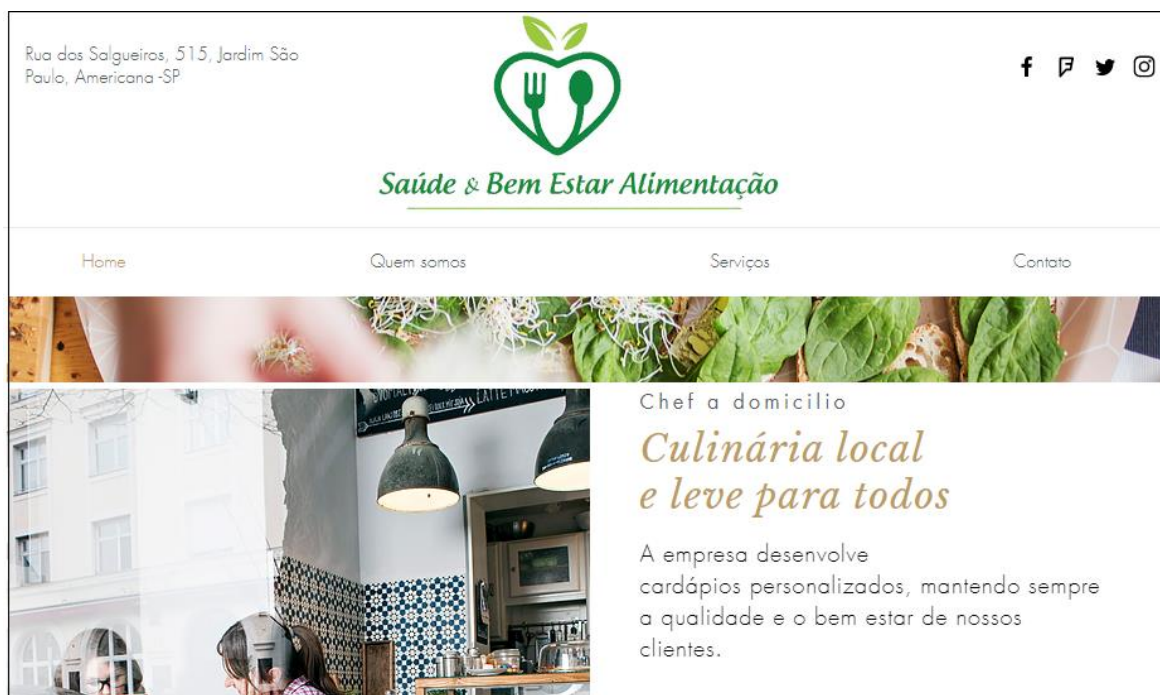 Rua dos Salgueiros, 515, Jardim São
Paulo, Americana -SP
Saúde & Bem Estar Alimentação
Home
Quem somos
Serviços
Contato
Chef a domicilio
Culinária local
e leve para todos
A empresa desenvolve
cardápios personalizados, mantendo sempre
a qualidade e o bem estar de nossos
clientes.